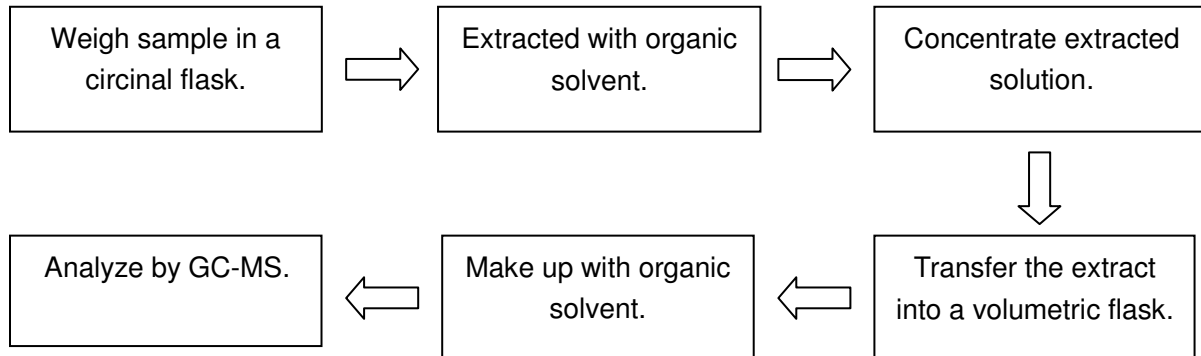 Weigh sample in a
circinal flask.
Extracted with organic
solvent.
Concentrate extracted
solution.
Transfer the extract
into a volumetric flask.
Make up with organic
solvent.
Analyze by GC-MS.